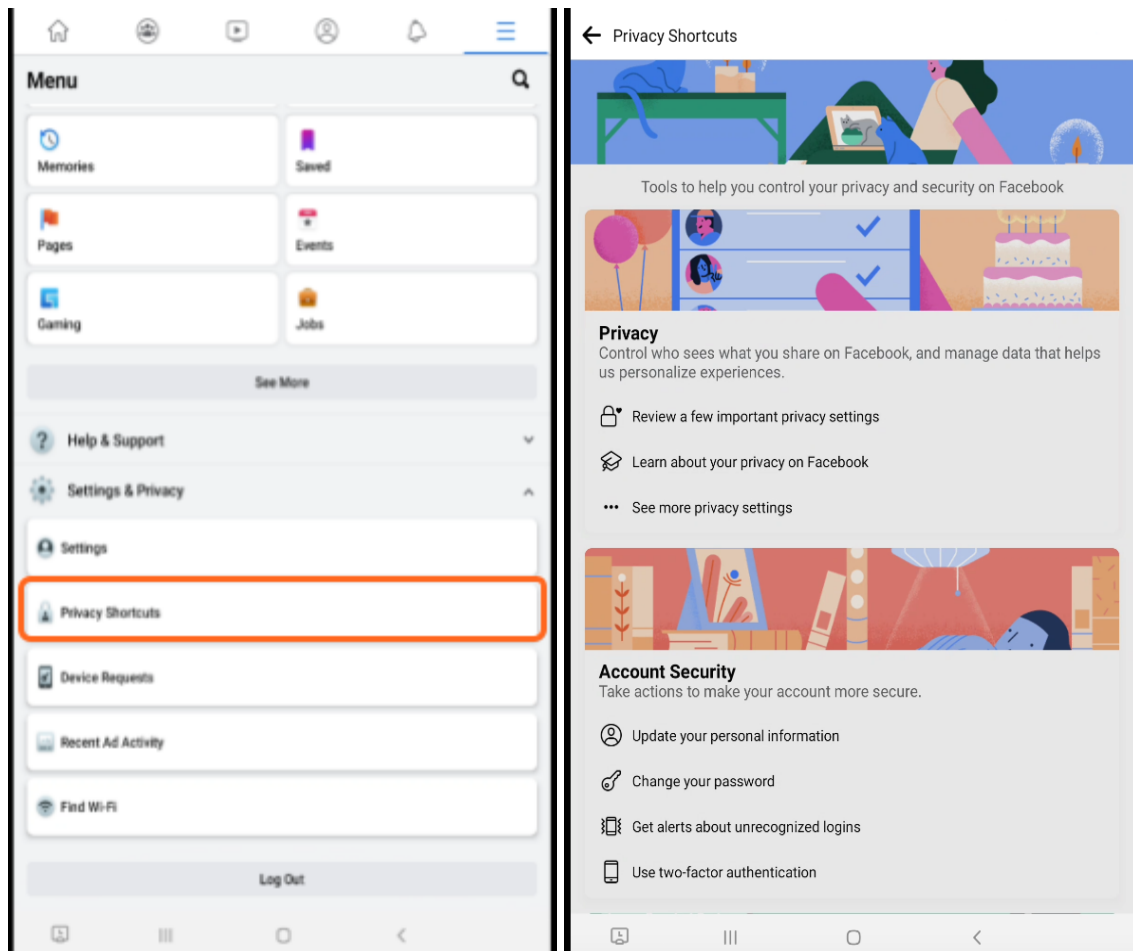 Menu
Memories
Saved
Pages
Events
Gaming
Jobs
See More
Help & Support
Settings & Privacy
Settings
Privacy Shortcuts
Device Requests
Recent Ad Activity
Find Wi-Fi
Log Out
Privacy Shortcuts
Tools to help you control your privacy and security on Facebook
Privacy
Control who sees what you share on Facebook, and manage data that helps
us personalize experiences.
Review a few important privacy settings
Learn about your privacy on Facebook
See more privacy settings
Account Security
Take actions to make your account more secure.
Update your personal information
Change your password
Get alerts about unrecognized logins
Use two-factor authentication